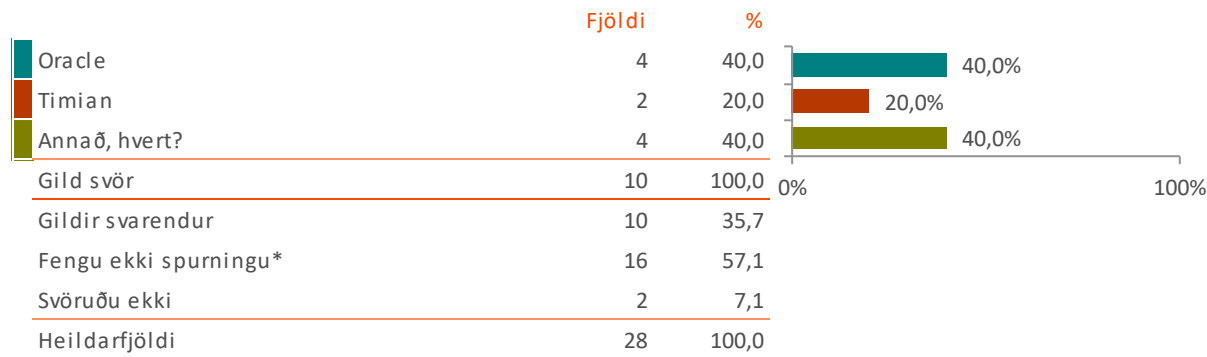 Fjöldi %
Oracle 4 40,0 40,0%
Timian 2 20,0 20,0%
Annað, hvert? 4 40,0 40,0%
Gild svör 10 100,0 0% 100%
Gildir svarendur 10 35,7
Fengu ekki spurningu* 16 57,1
Svöruðu ekki 2 7,1
Heildarfjöldi 28 100,0